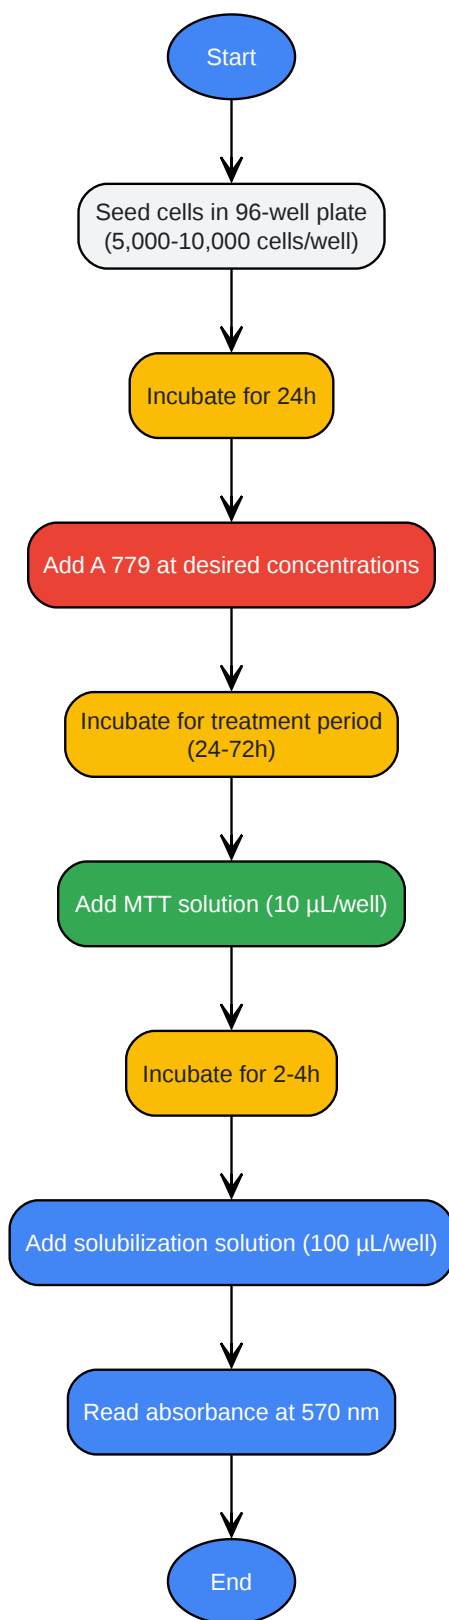 Start
Seed cells in 96-well plate
(5,000-10,000 cells/well)
Incubate for 24h
Add A 779 at desired concentrations
Incubate for treatment period
(24-72h)
Add MTT solution (10 µL/well)
Incubate for 2-4h
Add solubilization solution (100 µL/well)
Read absorbance at 570 nm
End